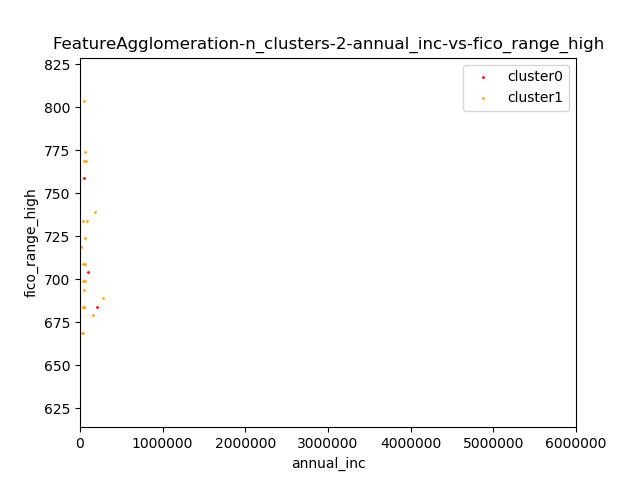 FeatureAgglomeration-n_clusters-2-annual_inc-vs-fico_range_high
cluster0
cluster1
fico_range_high
825
800
775
750
725
700
675
650
625
0 1000000 2000000 3000000 4000000 5000000 6000000
annual_inc